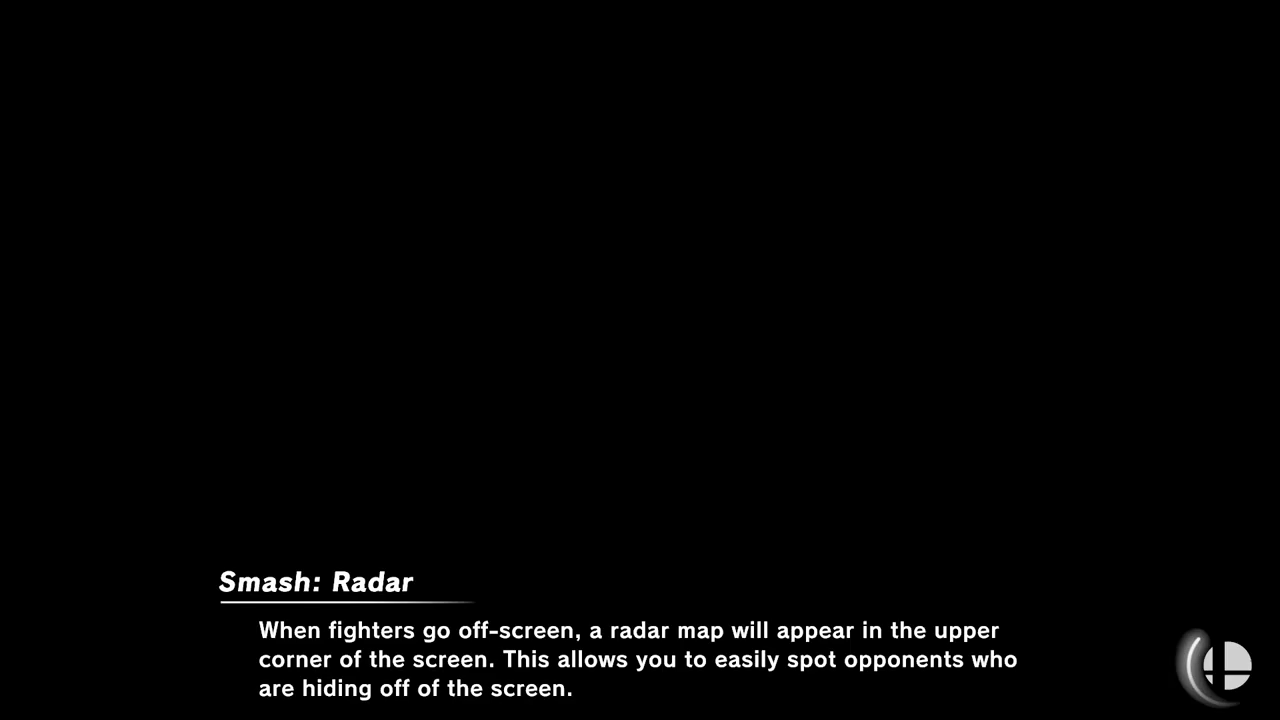 Smash: Radar
When fighters go off-screen, a radar map will appear in the upper
corner of the screen. This allows you to easily spot opponents who
are hiding off of the screen.